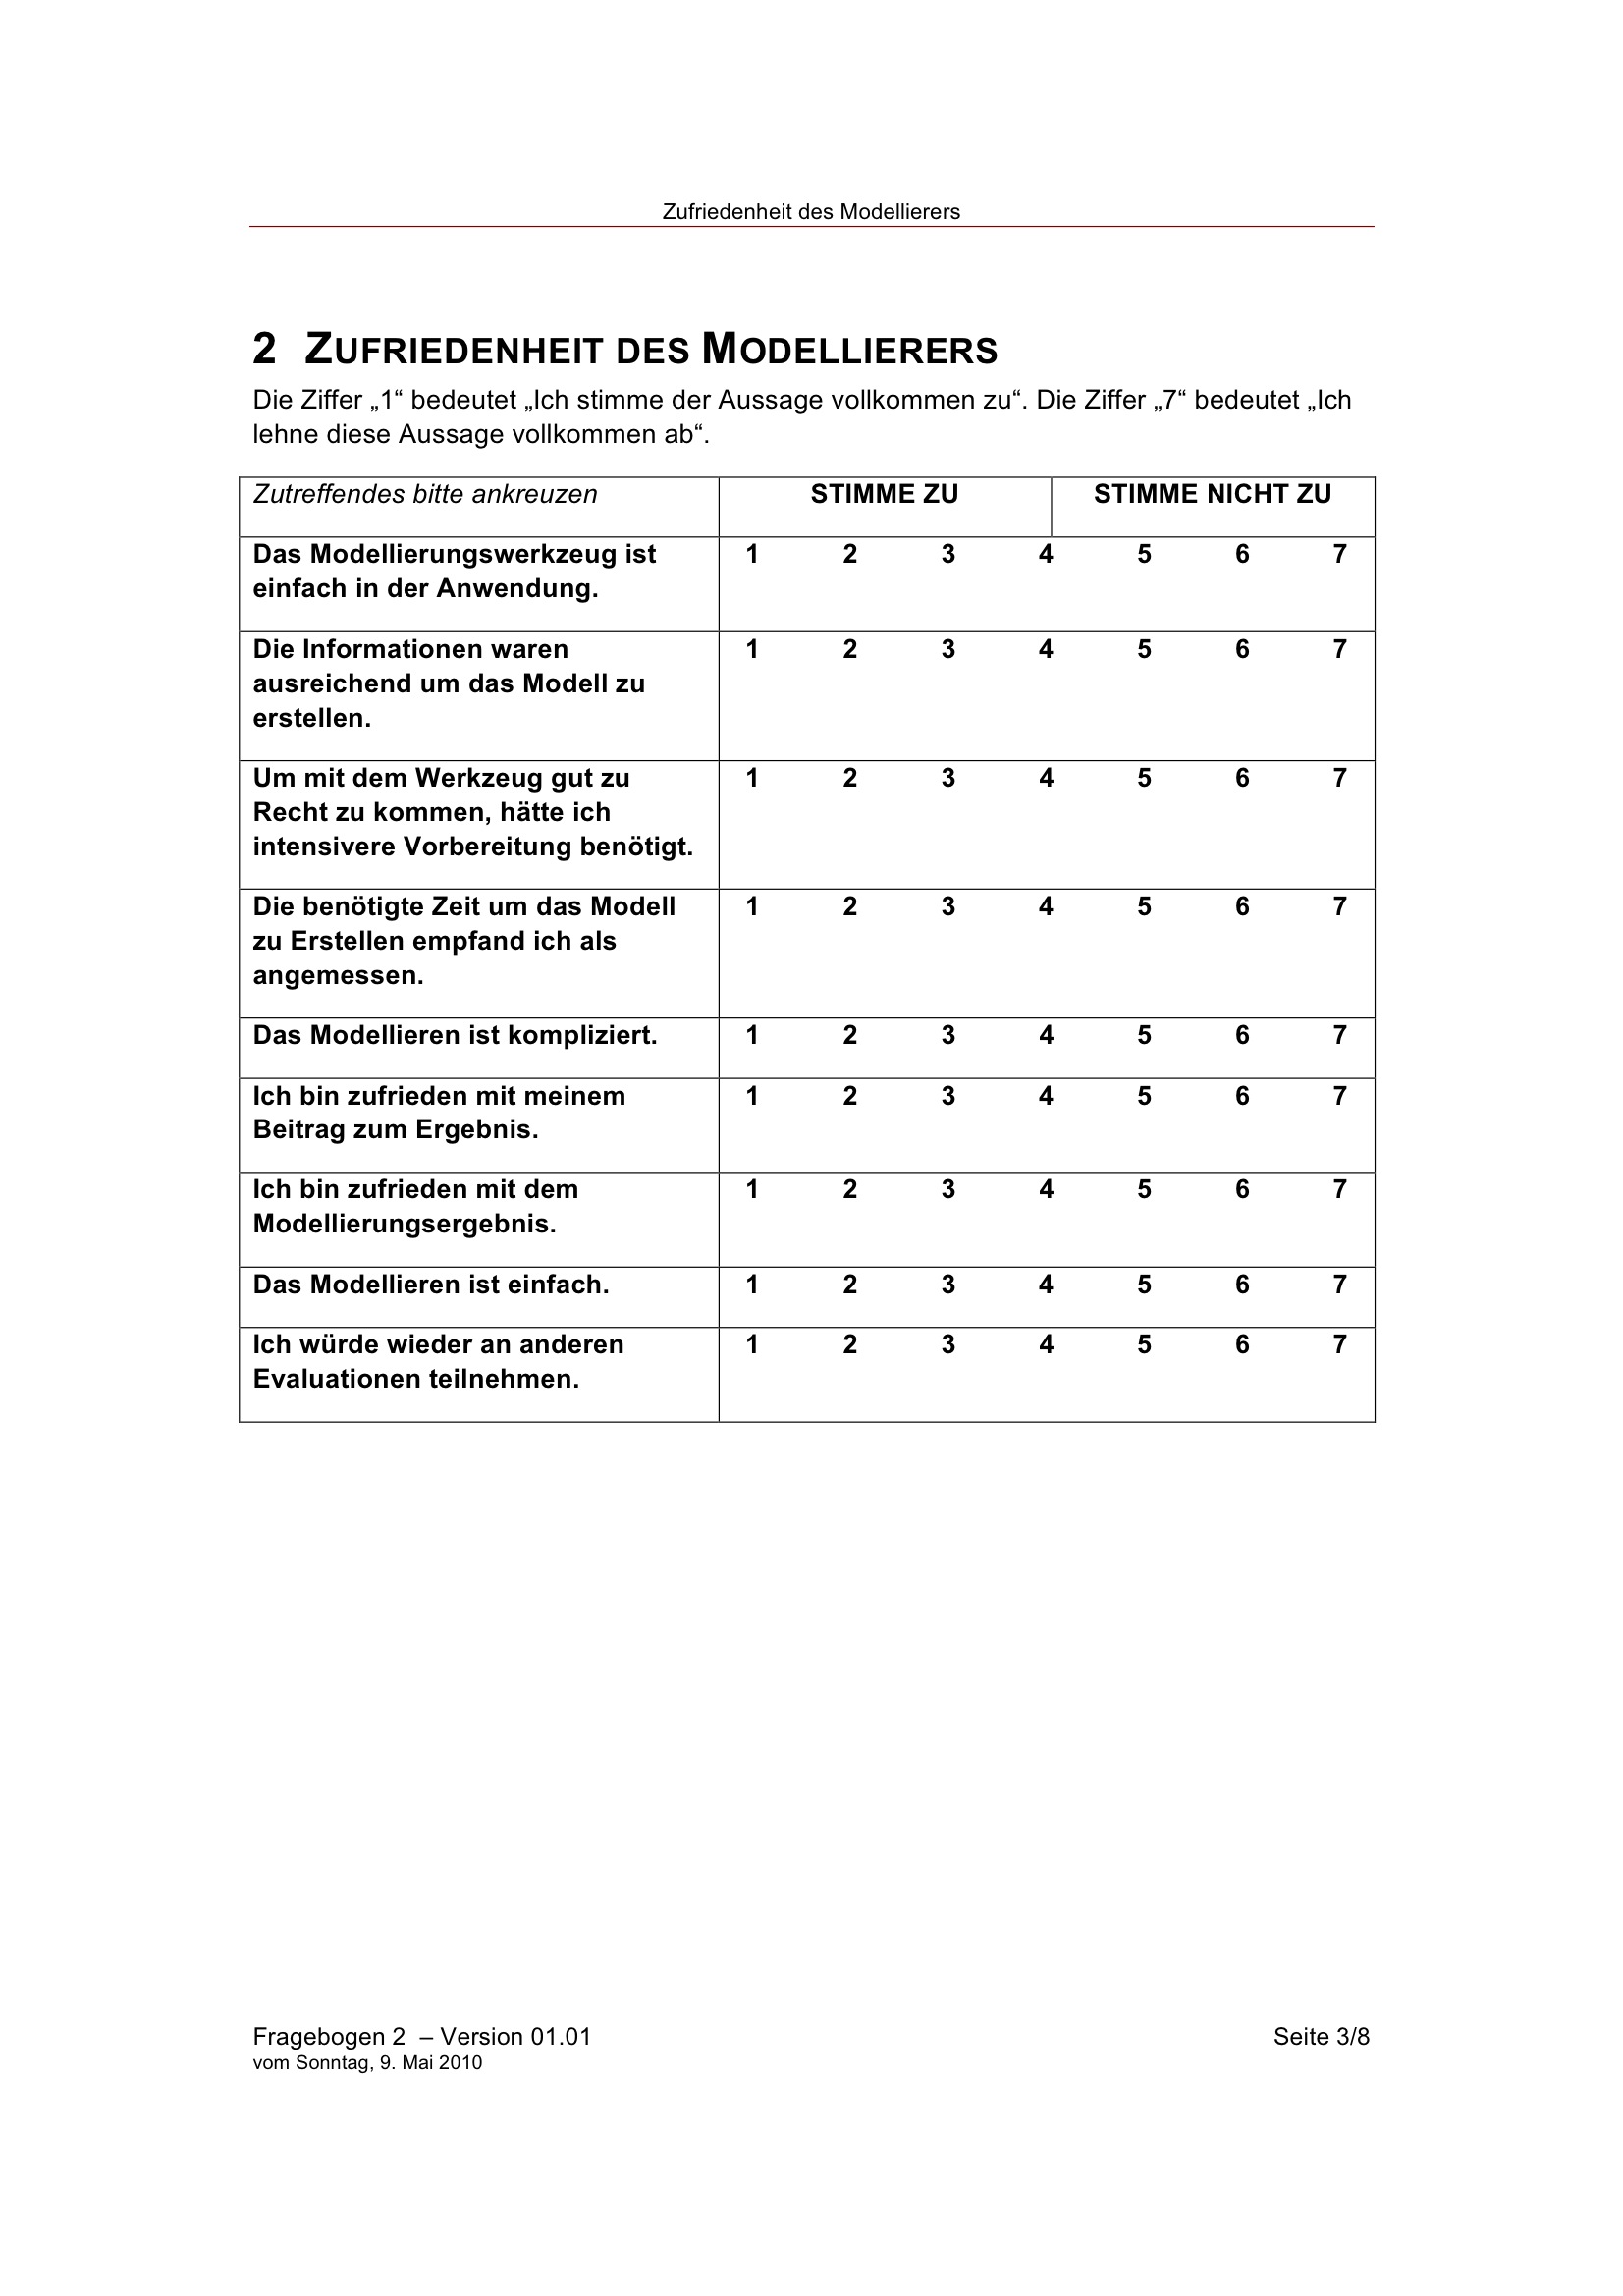 Zufriedenheit des Modellierers
2 ZUFRIEDENHEIT DES MODELLIERERS
Die Ziffer „1“ bedeutet „Ich stimme der Aussage vollkommen zu“. Die Ziffer „7“ bedeutet „Ich
lehne diese Aussage vollkommen ab“.
Zutreffendes bitte ankreuzen STIMME ZU STIMME NICHT ZU
Das Modellierungswerkzeug ist 1 2 3 4 5 6 7
einfach in der Anwendung.
Die Informationen waren 1 2 3 4 5 6 7
ausreichend um das Modell zu
erstellen.
Um mit dem Werkzeug gut zu 1 2 3 4 5 6 7
Recht zu kommen, hätte ich
intensivere Vorbereitung benötigt.
Die benötigte Zeit um das Modell 1 2 3 4 5 6 7
zu Erstellen empfand ich als
angemessen.
Das Modellieren ist kompliziert. 1 2 3 4 5 6 7
Ich bin zufrieden mit meinem 1 2 3 4 5 6 7
Beitrag zum Ergebnis.
Ich bin zufrieden mit dem 1 2 3 4 5 6 7
Modellierungsergebnis.
Das Modellieren ist einfach. 1 2 3 4 5 6 7
Ich würde wieder an anderen 1 2 3 4 5 6 7
Evaluationen teilnehmen.
Fragebogen 2 – Version 01.01 Seite 3/8
vom Sonntag, 9. Mai 2010